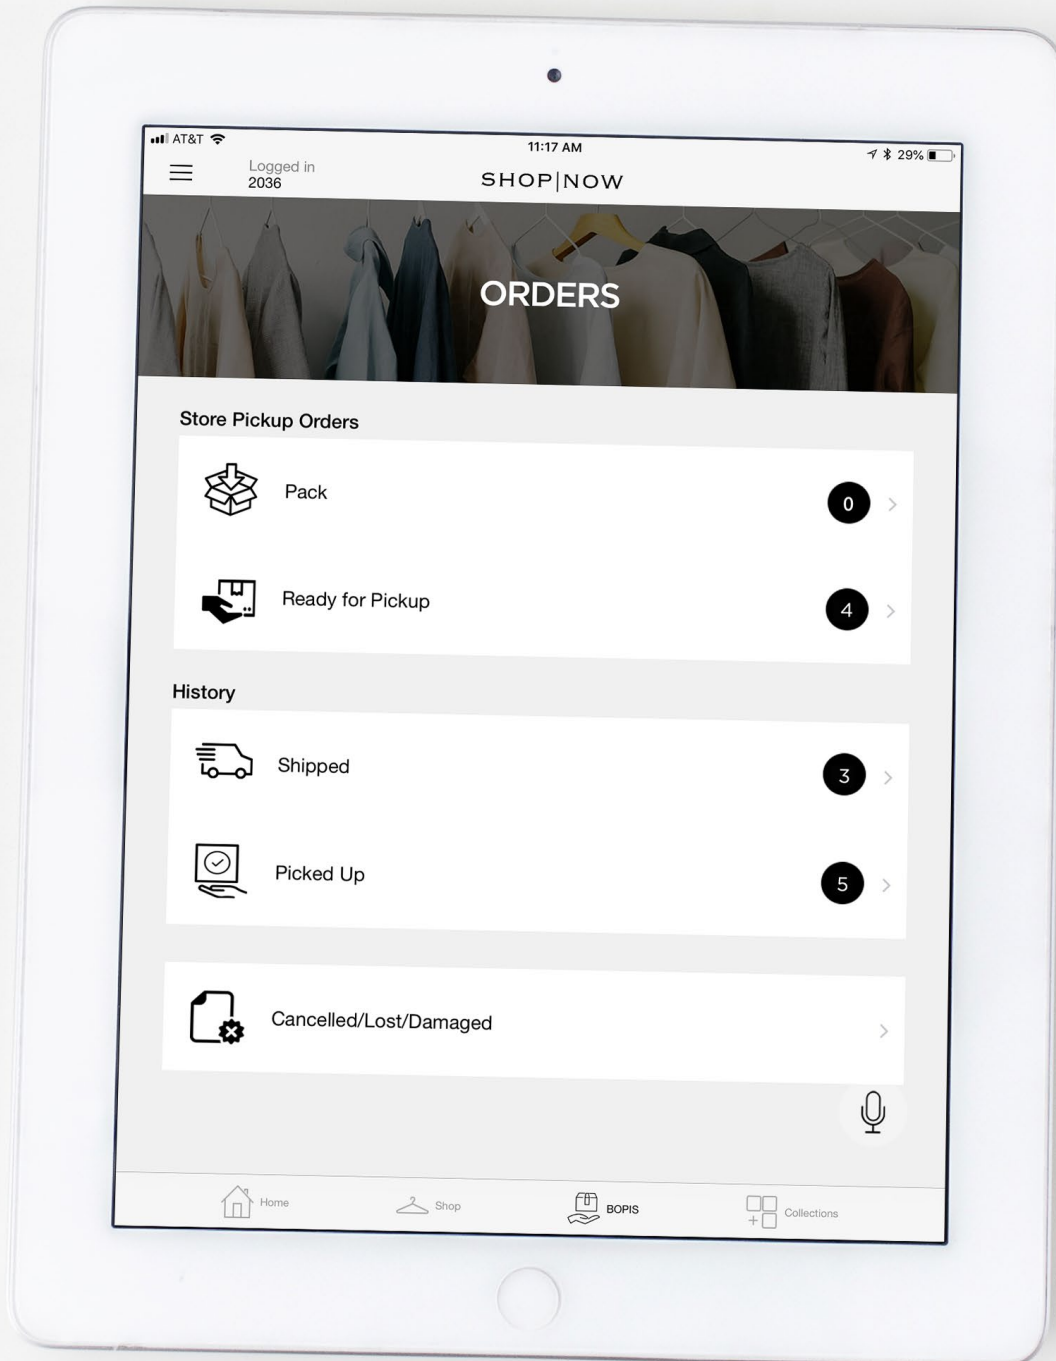 AT&T
11:17 AM
29%
Logged in
2036
SHOP|NOW
ORDERS
Store Pickup Orders
Pack
0
Ready for Pickup
4
History
Shipped
3
Picked Up
5
Cancelled/Lost/Damaged
Home
Shop
BOPIS
Collections